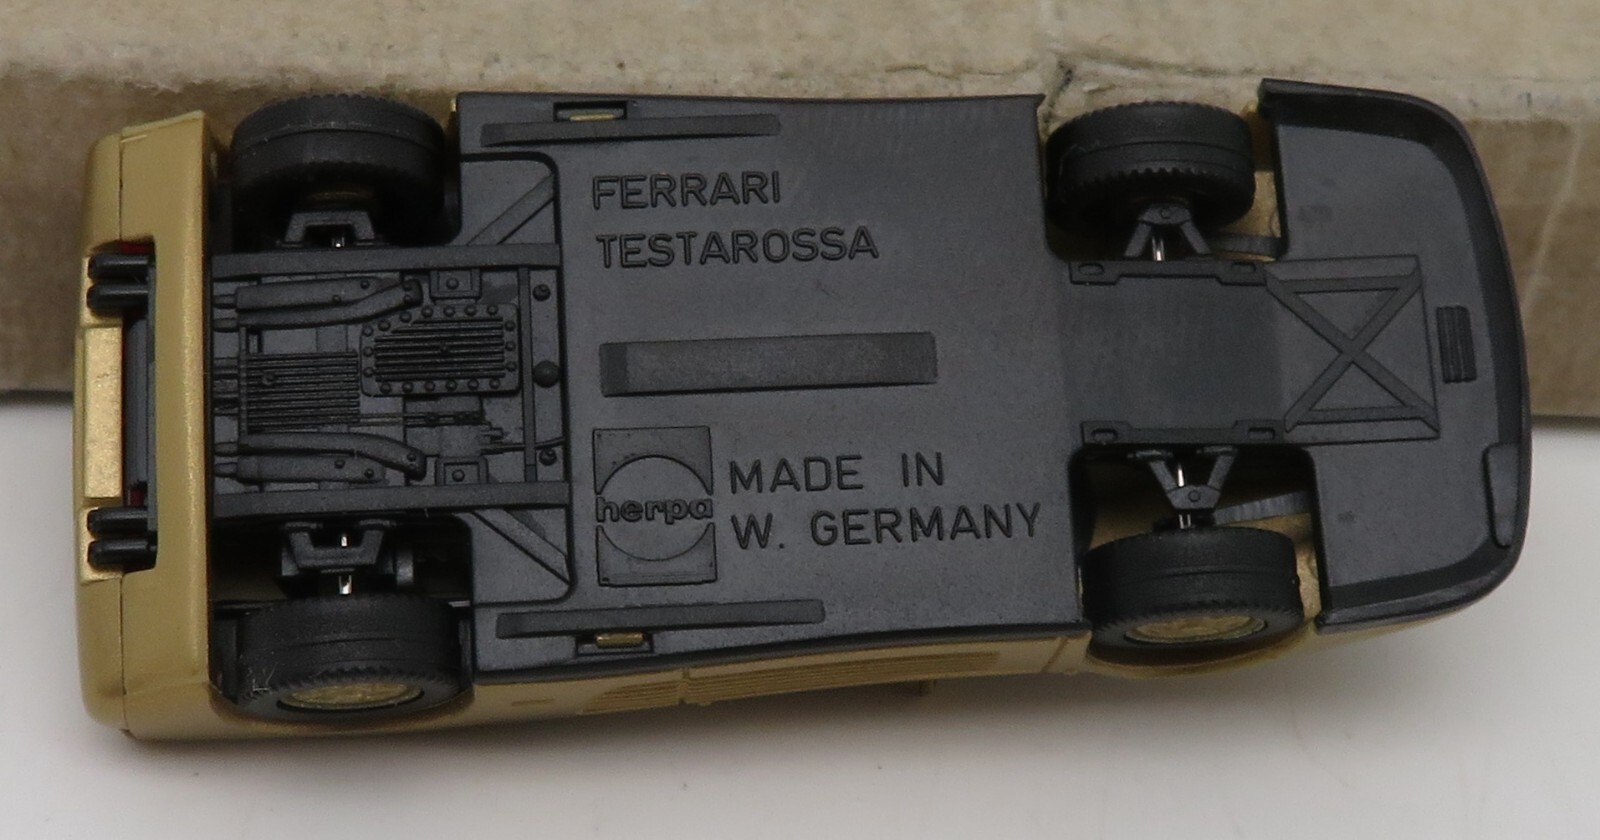 FERRARI
TESTAROSSA
herpa
MADE IN
W. GERMANY